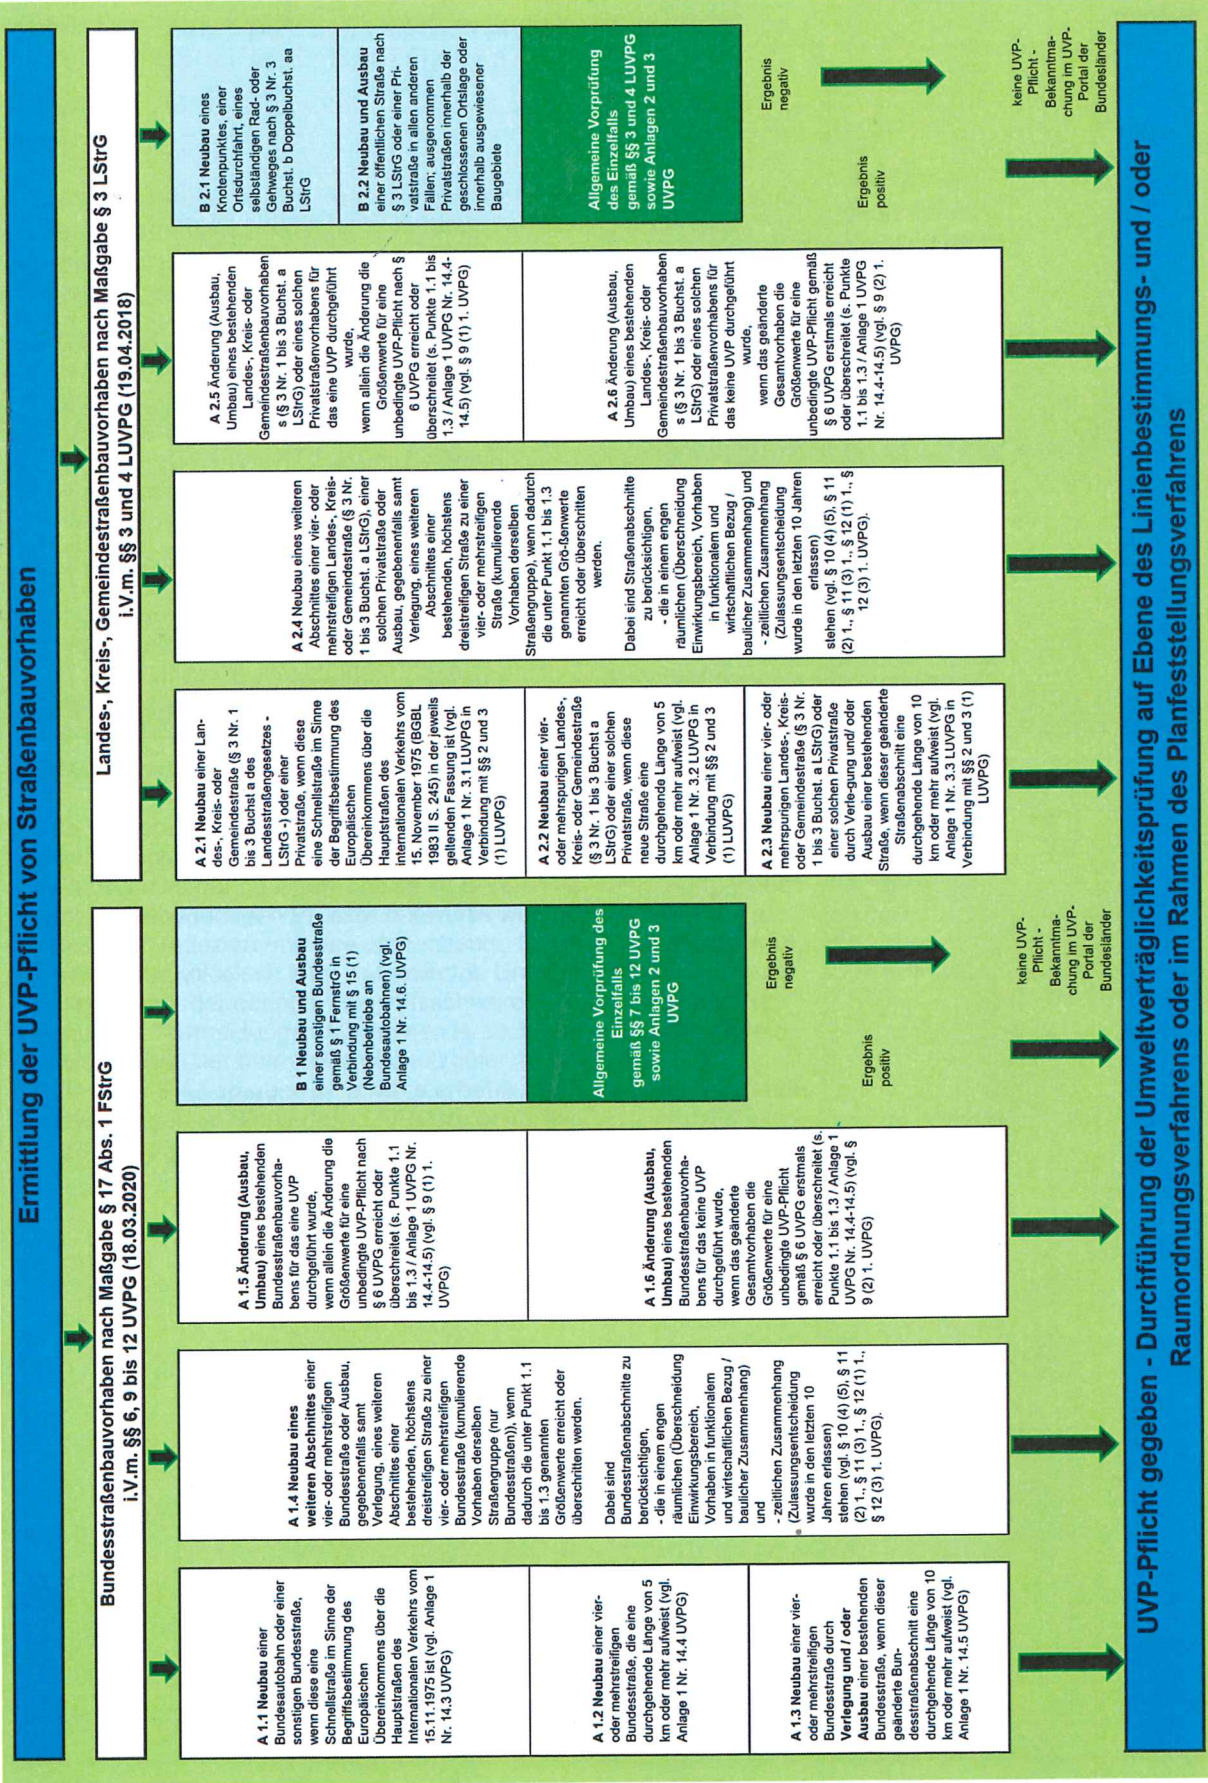 Ermittlung der UVP-Pflicht von Straßenbauvorhaben
Bundesstraßenbauvorhaben nach Maßgabe § 17 Abs. 1 FStrG
i.V.m. §§ 6, 9 bis 12 UVPG (18.03.2020)
A 1.1 Neubau einer
Bundesautobahn oder einer
sonstigen Bundesstraße,
wenn diese eine
Schnellstraße im Sinne der
Begriffsbestimmung des
Europäischen
Übereinkommens über die
Hauptstraßen des
Internationalen Verkehrs vom
15.11.1975 ist (vgl. Anlage 1
Nr. 14.3 UVPG)
A 1.2 Neubau einer vier-
oder mehrstreifigen
Bundesstraße, die eine
durchgehende Länge von 5
km oder mehr aufweist (vgl.
Anlage 1 Nr. 14.4 UVPG)
A 1.3 Neubau einer vier-
oder mehrstreifigen
Bundesstraße durch
Verlegung und / oder
Ausbau einer bestehenden
Bundesstraße, wenn dieser
geänderte Bun-
desstraßenabschnitt eine
durchgehende Länge von 10
km oder mehr aufweist (vgl.
Anlage 1 Nr. 14.5 UVPG)
A 1.4 Neubau eines
weiteren Abschnittes einer
vier- oder mehrstreifigen
Bundesstraße oder Ausbau,
gegebenenfalls samt
Verlegung, eines weiteren
Abschnittes einer
bestehenden, höchstens
dreistreifigen Straße zu einer
vier- oder mehrstreifigen
Bundesstraße (kumulierende
Vorhaben derselben
Straßengruppe (nur
Bundesstraßen)), wenn
dadurch die unter Punkt 1.1
bis 1.3 genannten
Größenwerte erreicht oder
überschritten werden.
Dabei sind
Bundesstraßenabschnitte zu
berücksichtigen,
- die in einem engen
räumlichen (Überschneidung
Einwirkungsbereich,
Vorhaben in funktionalem
und wirtschaftlichen Bezug /
baulicher Zusammenhang)
und
- zeitlichen Zusammenhang
(Zulassungsentscheidung
wurde in den letzten 10
Jahren erlassen)
stehen (vgl. § 10 (4) (5), § 11
(2) 1., § 11 (3) 1., § 12 (1) 1.,
§ 12 (3) 1. UVPG).
A 1.5 Änderung (Ausbau,
Umbau) eines bestehenden
Bundesstraßenbauvorha-
bens für das eine UVP
durchgeführt wurde,
wenn allein die Änderung die
Größenwerte für eine
unbedingte UVP-Pflicht nach
§ 6 UVPG erreicht oder
überschreitet (s. Punkte 1.1
bis 1.3 / Anlage 1 UVPG Nr.
14.4-14.5) (vgl. § 9 (1) 1.
UVPG)
A 1.6 Änderung (Ausbau,
Umbau) eines bestehenden
Bundesstraßenbauvorha-
bens für das keine UVP
durchgeführt wurde,
wenn das geänderte
Gesamtvorhaben die
Größenwerte für eine
unbedingte UVP-Pflicht
gemäß § 6 UVPG erstmals
erreicht oder überschreitet (s.
Punkte 1.1 bis 1.3 / Anlage 1
UVPG Nr. 14.4-14.5) (vgl. §
9 (2) 1. UVPG)
B 1 Neubau und Ausbau
einer sonstigen Bundesstraße
gemäß § 1 FernstrG in
Verbindung mit § 15 (1)
(Nebenbetriebe an
Bundesautobahnen) (vgl.
Anlage 1 Nr. 14.6. UVPG)
Allgemeine Vorprüfung des
Einzelfalls
gemäß §§ 7 bis 12 UVPG
sowie Anlagen 2 und 3
UVPG
Ergebnis
positiv
Ergebnis
negativ
keine UVP-
Pflicht -
Bekanntma-
chung im UVP-
Portal der
Bundesländer
Landes-, Kreis-, Gemeindestraßenbauvorhaben nach Maßgabe § 3 LStrG
i.V.m. §§ 3 und 4 LUVPG (19.04.2018)
A 2.1 Neubau einer Lan-
des-, Kreis- oder
Gemeindestraße (§ 3 Nr. 1
bis 3 Buchst a des
Landesstraßengesetzes -
LStrG -) oder einer
Privatstraße, wenn diese
eine Schnellstraße im Sinne
der Begriffsbestimmung des
Europäischen
Übereinkommens über die
Hauptstraßen des
internationalen Verkehrs vom
15. November 1975 (BGBL
1983 II S. 245) in der jeweils
geltenden Fassung ist (vgl.
Anlage 1 Nr. 3.1 LUVPG in
Verbindung mit §§ 2 und 3
(1) LUVPG)
A 2.2 Neubau einer vier-
oder mehrspurigen Landes-,
Kreis- oder Gemeindestraße
(§ 3 Nr. 1 bis 3 Buchst a
LStrG) oder einer solchen
Privatstraße, wenn diese
neue Straße eine
durchgehende Länge von 5
km oder mehr aufweist (vgl.
Anlage 1 Nr. 3.2 LUVPG in
Verbindung mit §§ 2 und 3
(1) LUVPG)
A 2.3 Neubau einer vier- oder
mehrspurigen Landes-, Kreis-
oder Gemeindestraße (§ 3 Nr.
1 bis 3 Buchst. a LStrG) oder
einer solchen Privatstraße
durch Verle-gung und/ oder
Ausbau einer bestehenden
Straße, wenn dieser geänderte
Straßenabschnitt eine
durchgehende Länge von 10
km oder mehr aufweist (vgl.
Anlage 1 Nr. 3.3 LUVPG in
Verbindung mit §§ 2 und 3 (1)
LUVPG)
A 2.4 Neubau eines weiteren
Abschnittes einer vier- oder
mehrstreifigen Landes-, Kreis-
oder Gemeindestraße (§ 3 Nr.
1 bis 3 Buchst. a LStrG), einer
solchen Privatstraße oder
Ausbau, gegebenenfalls samt
Verlegung, eines weiteren
Abschnittes einer
bestehenden, höchstens
dreistreifigen Straße zu einer
vier- oder mehrstreifigen
Straße (kumulierende
Vorhaben derselben
Straßengruppe), wenn dadurch
die unter Punkt 1.1 bis 1.3
genannten Grö-ßenwerte
erreicht oder überschritten
werden.
Dabei sind Straßenabschnitte
zu berücksichtigen,
- die in einem engen
räumlichen (Überschneidung
Einwirkungsbereich, Vorhaben
in funktionalem und
wirtschaftlichen Bezug /
baulicher Zusammenhang) und
- zeitlichen Zusammenhang
(Zulassungsentscheidung
wurde in den letzten 10 Jahren
erlassen)
stehen (vgl. § 10 (4) (5), § 11
(2) 1., § 11 (3) 1., § 12 (1) 1., §
12 (3) 1. UVPG).
A 2.5 Änderung (Ausbau,
Umbau) eines bestehenden
Landes-, Kreis- oder
Gemeindestraßenbauvorhaben
s (§ 3 Nr. 1 bis 3 Buchst. a
LStrG) oder eines solchen
Privatstraßenvorhabens für
das eine UVP durchgeführt
wurde,
wenn allein die Änderung die
Größenwerte für eine
unbedingte UVP-Pflicht nach §
6 UVPG erreicht oder
überschreitet (s. Punkte 1.1 bis
1.3 / Anlage 1 UVPG Nr. 14.4-
14.5) (vgl. § 9 (1) 1. UVPG)
A 2.6 Änderung (Ausbau,
Umbau) eines bestehenden
Landes-, Kreis- oder
Gemeindestraßenbauvorhaben
s (§ 3 Nr. 1 bis 3 Buchst. a
LStrG) oder eines solchen
Privatstraßenvorhabens für
das keine UVP durchgeführt
wurde,
wenn das geänderte
Gesamtvorhaben die
Größenwerte für eine
unbedingte UVP-Pflicht gemäß
§ 6 UVPG erstmals erreicht
oder überschreitet (s. Punkte
1.1 bis 1.3 / Anlage 1 UVPG
Nr. 14.4-14.5) (vgl. § 9 (2) 1.
UVPG)
B 2.1 Neubau eines
Knotenpunktes, einer
Ortsdurchfahrt, eines
selbständigen Rad- oder
Gehweges nach § 3 Nr. 3
Buchst. b Doppelbuchst. aa
LStrG
B 2.2 Neubau und Ausbau
einer öffentlichen Straße nach
§ 3 LStrG oder einer Pri-
vatstraße in allen anderen
Fällen; ausgenommen
Privatstraßen innerhalb der
geschlossenen Ortslage oder
innerhalb ausgewiesener
Baugebiete
Allgemeine Vorprüfung
des Einzelfalls
gemäß §§ 3 und 4 LUVPG
sowie Anlagen 2 und 3
UVPG
Ergebnis
positiv
Ergebnis
negativ
keine UVP-
Pflicht -
Bekanntma-
chung im UVP-
Portal der
Bundesländer
UVP-Pflicht gegeben - Durchführung der Umweltverträglichkeitsprüfung auf Ebene des Linienbestimmungs- und / oder
Raumordnungsverfahrens oder im Rahmen des Planfeststellungsverfahrens